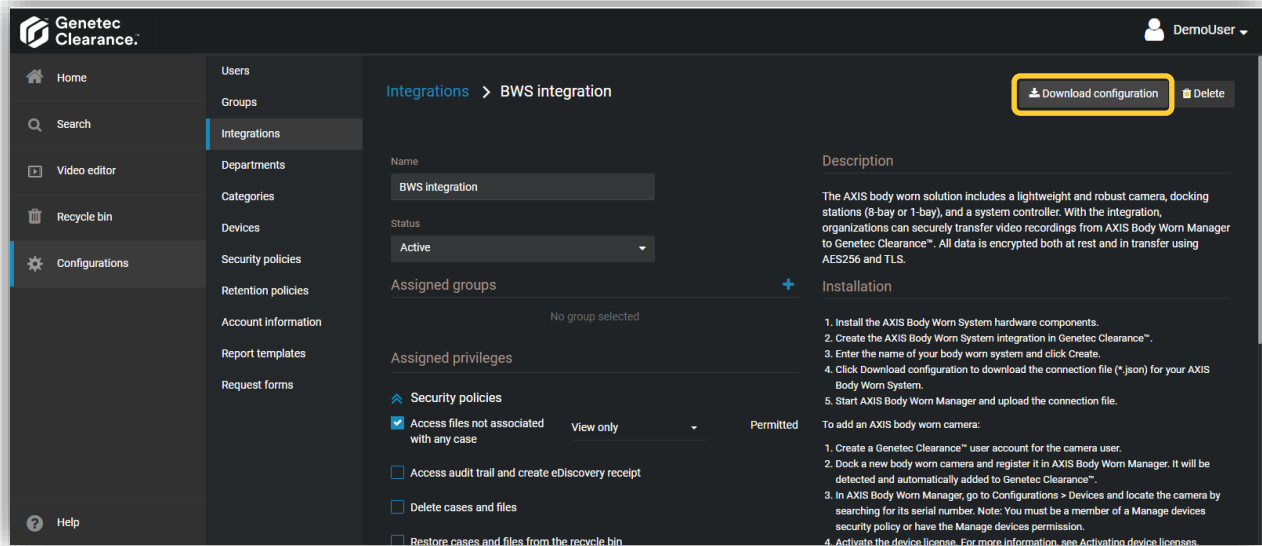 Genetec
Clearance.™
DemoUser
Home
Search
Video editor
Recycle bin
Configurations
Help
Users
Groups
Integrations
Departments
Categories
Devices
Security policies
Retention policies
Account information
Report templates
Request forms
Integrations > BWS integration
Download configuration
Delete
Name
BWS integration
Status
Active
Assigned groups
+
No group selected
Assigned privileges
Security policies
Access files not associated
with any case
View only
Permitted
Access audit trail and create eDiscovery receipt
Delete cases and files
Restore cases and files from the recycle bin
Description
The AXIS body worn solution includes a lightweight and robust camera, docking
stations (8-bay or 1-bay), and a system controller. With the integration,
organizations can securely transfer video recordings from AXIS Body Worn Manager
to Genetec Clearance™. All data is encrypted both at rest and in transfer using
AES256 and TLS.
Installation
1. Install the AXIS Body Worn System hardware components.
2. Create the AXIS Body Worn System integration in Genetec Clearance™.
3. Enter the name of your body worn system and click Create.
4. Click Download configuration to download the connection file (*.json) for your AXIS
Body Worn System.
5. Start AXIS Body Worn Manager and upload the connection file.
To add an AXIS body worn camera:
1. Create a Genetec Clearance™ user account for the camera user.
2. Dock a new body worn camera and register it in AXIS Body Worn Manager. It will be
detected and automatically added to Genetec Clearance™.
3. In AXIS Body Worn Manager, go to Configurations > Devices and locate the camera by
searching for its serial number. Note: You must be a member of a Manage devices
security policy or have the Manage devices permission.
4. Activate the device license. For more information, see Activating device licenses.